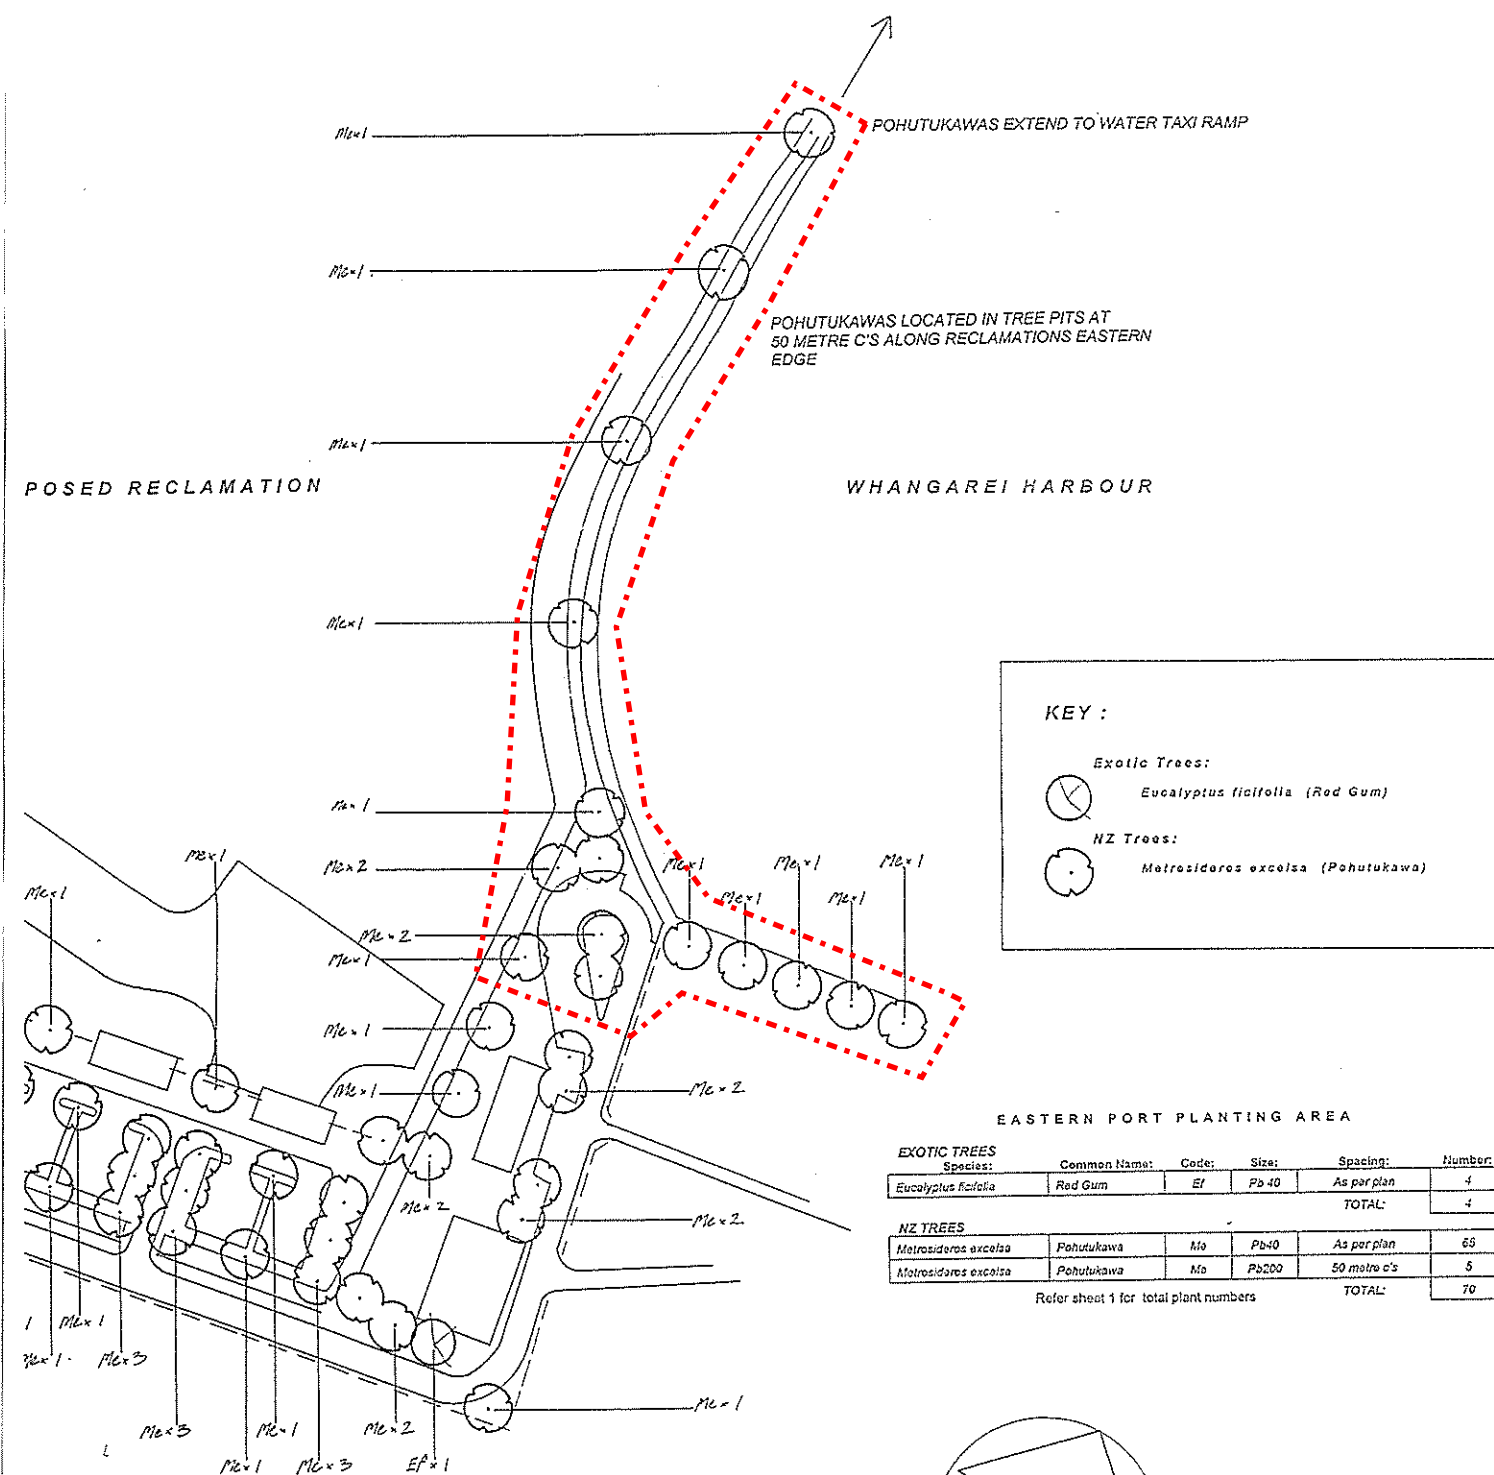 Me×1
POHUTUKAWAS EXTEND TO WATER TAXI RAMP
Me×1
POHUTUKAWAS LOCATED IN TREE PITS AT
50 METRE C'S ALONG RECLAMATIONS EASTERN
EDGE
Me×1
POSED RECLAMATION
WHANGAREI HARBOUR
Me×1
KEY :
Exotic Trees:
Eucalyptus ficifolia (Red Gum)
NZ Trees:
Metrosideros excelsa (Pohutukawa)
Me×1
Me×2
Me×1
Me×1
Me×1
Me×1
Me×1
Me×1
Me×1
Me×2
Me×1
Me×1
Me×1
Me×2
Me×2
Me×2
EASTERN PORT PLANTING AREA
EXOTIC TREES
Species: Common Name: Code: Size: Spacing: Number:
Eucalyptus ficifolia Red Gum Ef Pb 40 As per plan 4
TOTAL: 4
NZ TREES
Metrosideros excelsa Pohutukawa Me Pb40 As per plan 65
Metrosideros excelsa Pohutukawa Me Pb200 50 metre c's 5
Refer sheet 1 for total plant numbers TOTAL: 70
1 Me×1
Me×1 Me×3
Me×3 Me×1 Me×2 Me×1
Me×1 Me×3 Ef×1